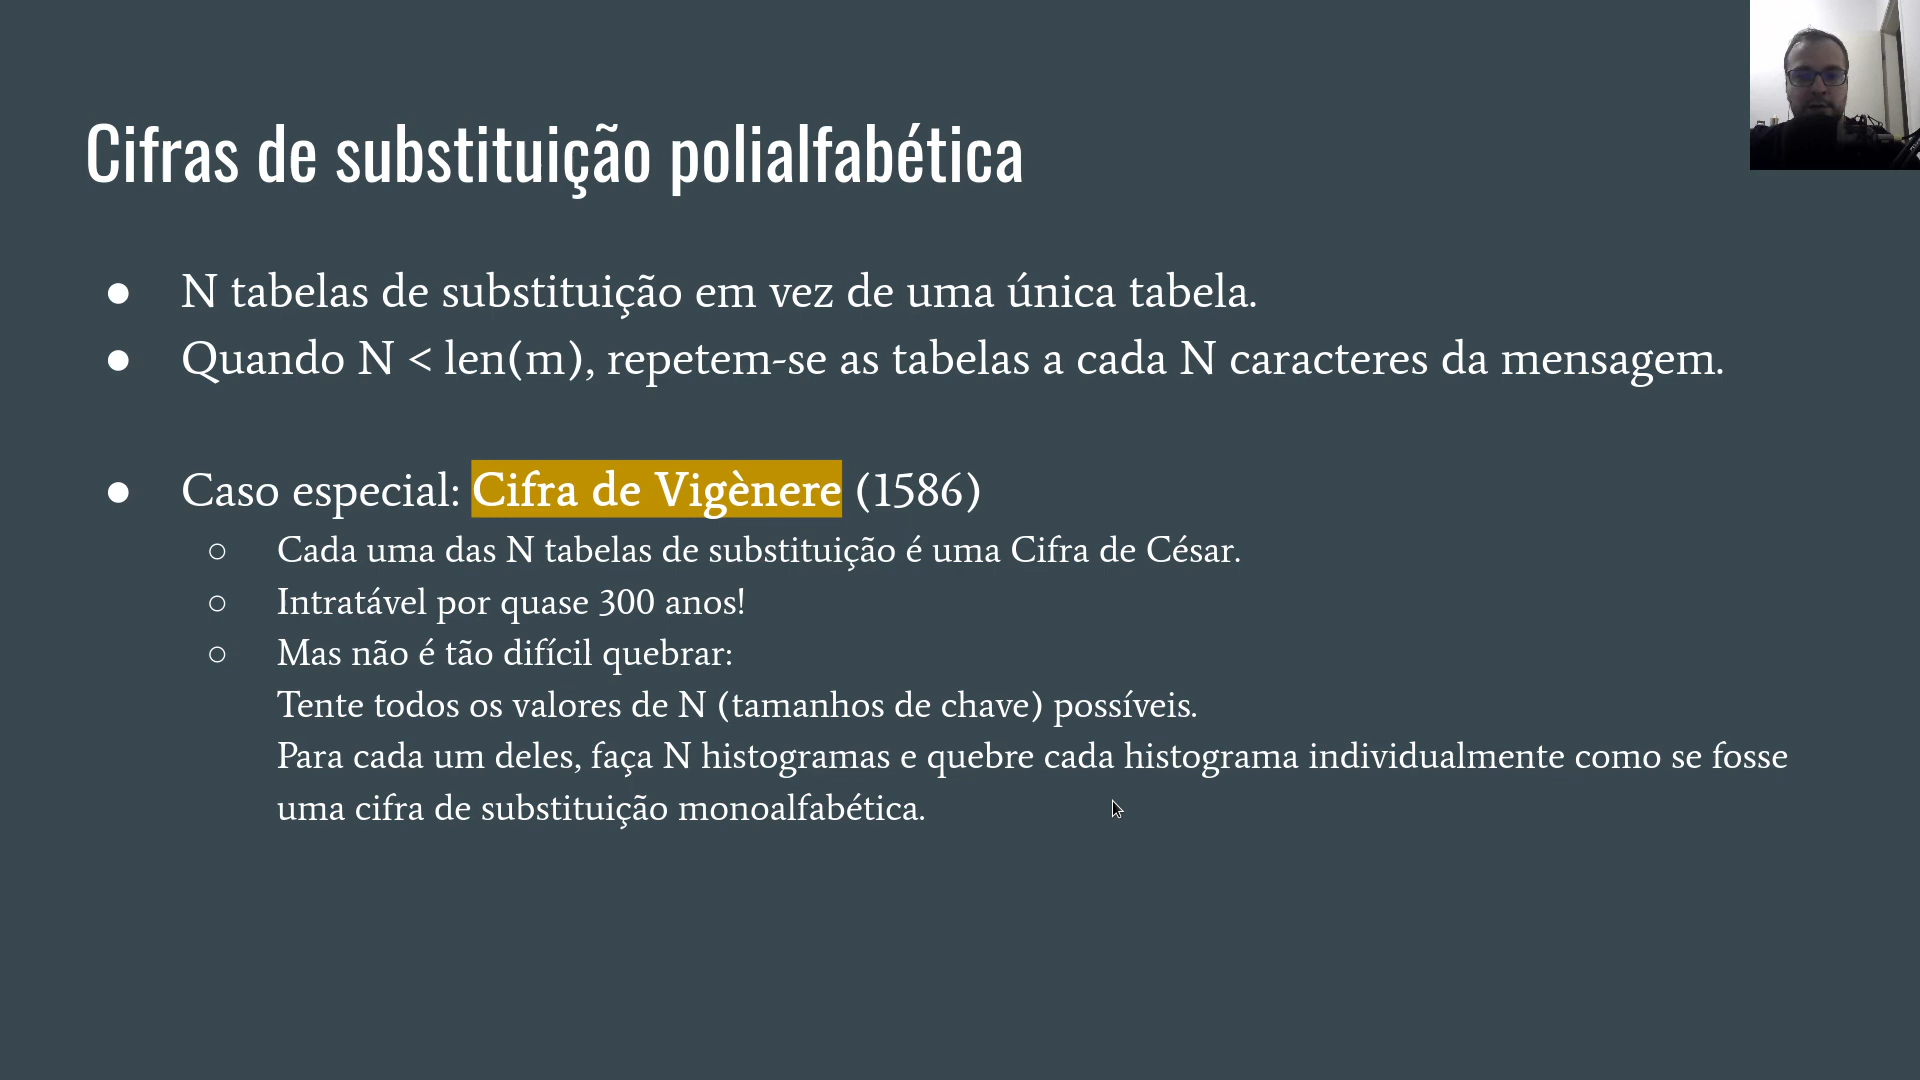 Cifras de substituição polialfabética
● N tabelas de substituição em vez de uma única tabela.
● Quando N < len(m), repetem-se as tabelas a cada N caracteres da mensagem.
● Caso especial: Cifra de Vigènere (1586)
○ Cada uma das N tabelas de substituição é uma Cifra de César.
○ Intratável por quase 300 anos!
○ Mas não é tão difícil quebrar:
Tente todos os valores de N (tamanhos de chave) possíveis.
Para cada um deles, faça N histogramas e quebre cada histograma individualmente como se fosse
uma cifra de substituição monoalfabética.